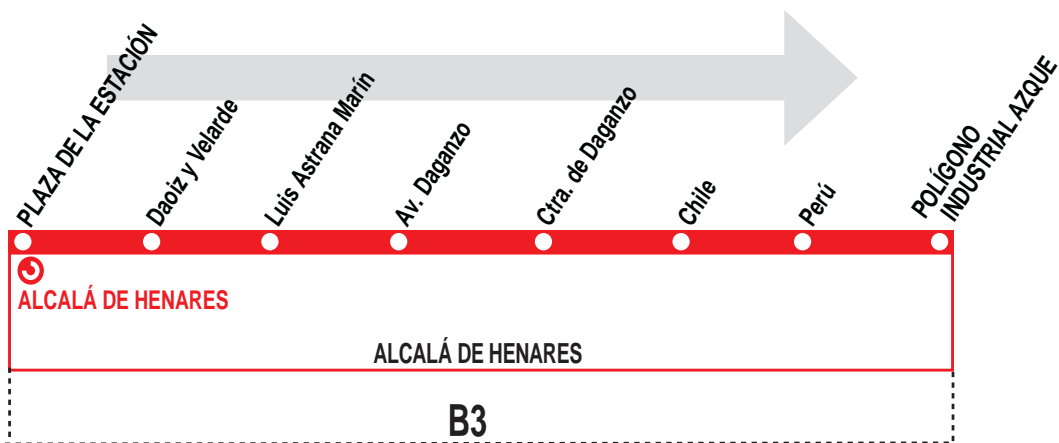 PLAZA DE LA ESTACIÓN
Daoiz y Velarde
Luis Astrana Marín
Av. Daganzo
Ctra. de Daganzo
Chile
Perú
POLÍGONO
INDUSTRIAL AZQUE
ALCALÁ DE HENARES
ALCALÁ DE HENARES
B3